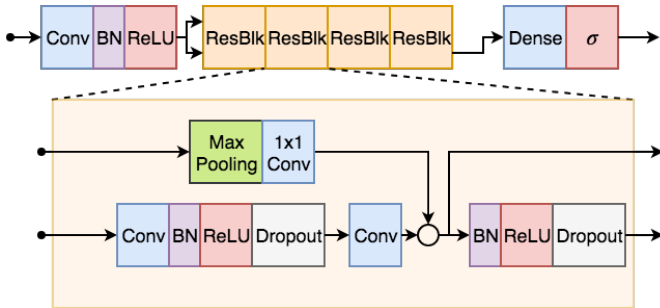 Conv BN ReLU ResBlk ResBlk ResBlk ResBlk Dense σ
Max Pooling 1x1 Conv
Conv BN ReLU Dropout Conv BN ReLU Dropout